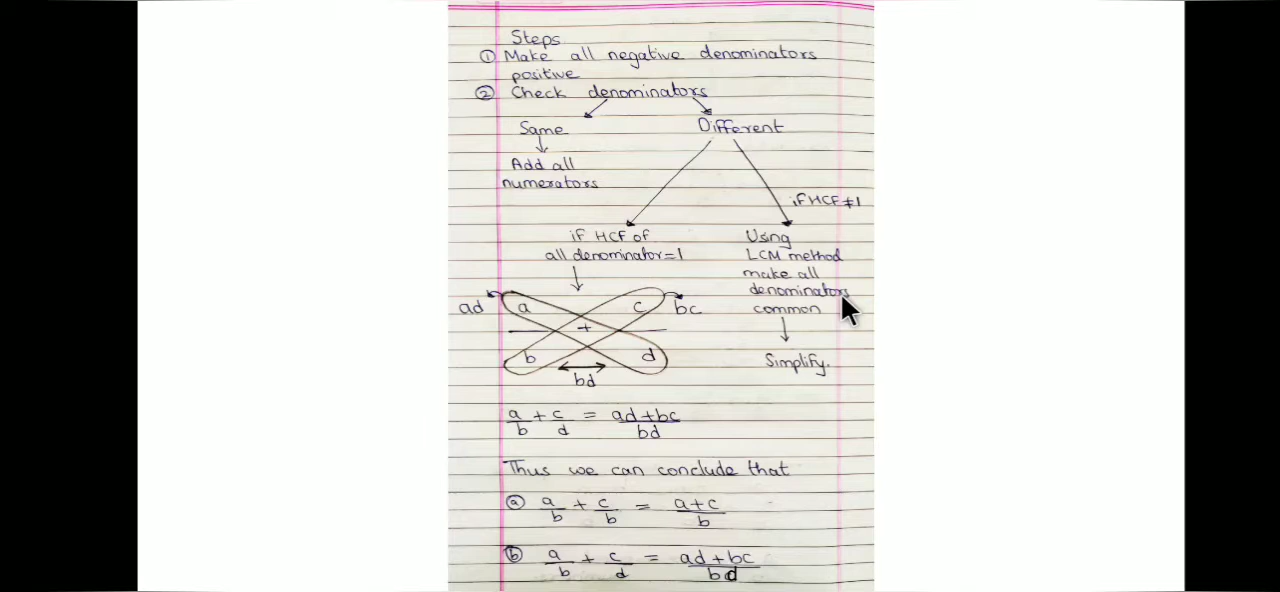 Steps
① Make all negative denominators
positive
② Check denominators
Same
Different
Add all
numerators
if HCF ≠ 1
if HCF of
all denominator = 1
Using
LCM method
make all
denominators
common
Simplify.
ad
a
c
bc
+
b
d
bd
a/b + c/d = ad+bc/bd
Thus we can conclude that
ⓐ a/b + c/b = a+c/b
ⓑ a/b + c/d = ad+bc/bd